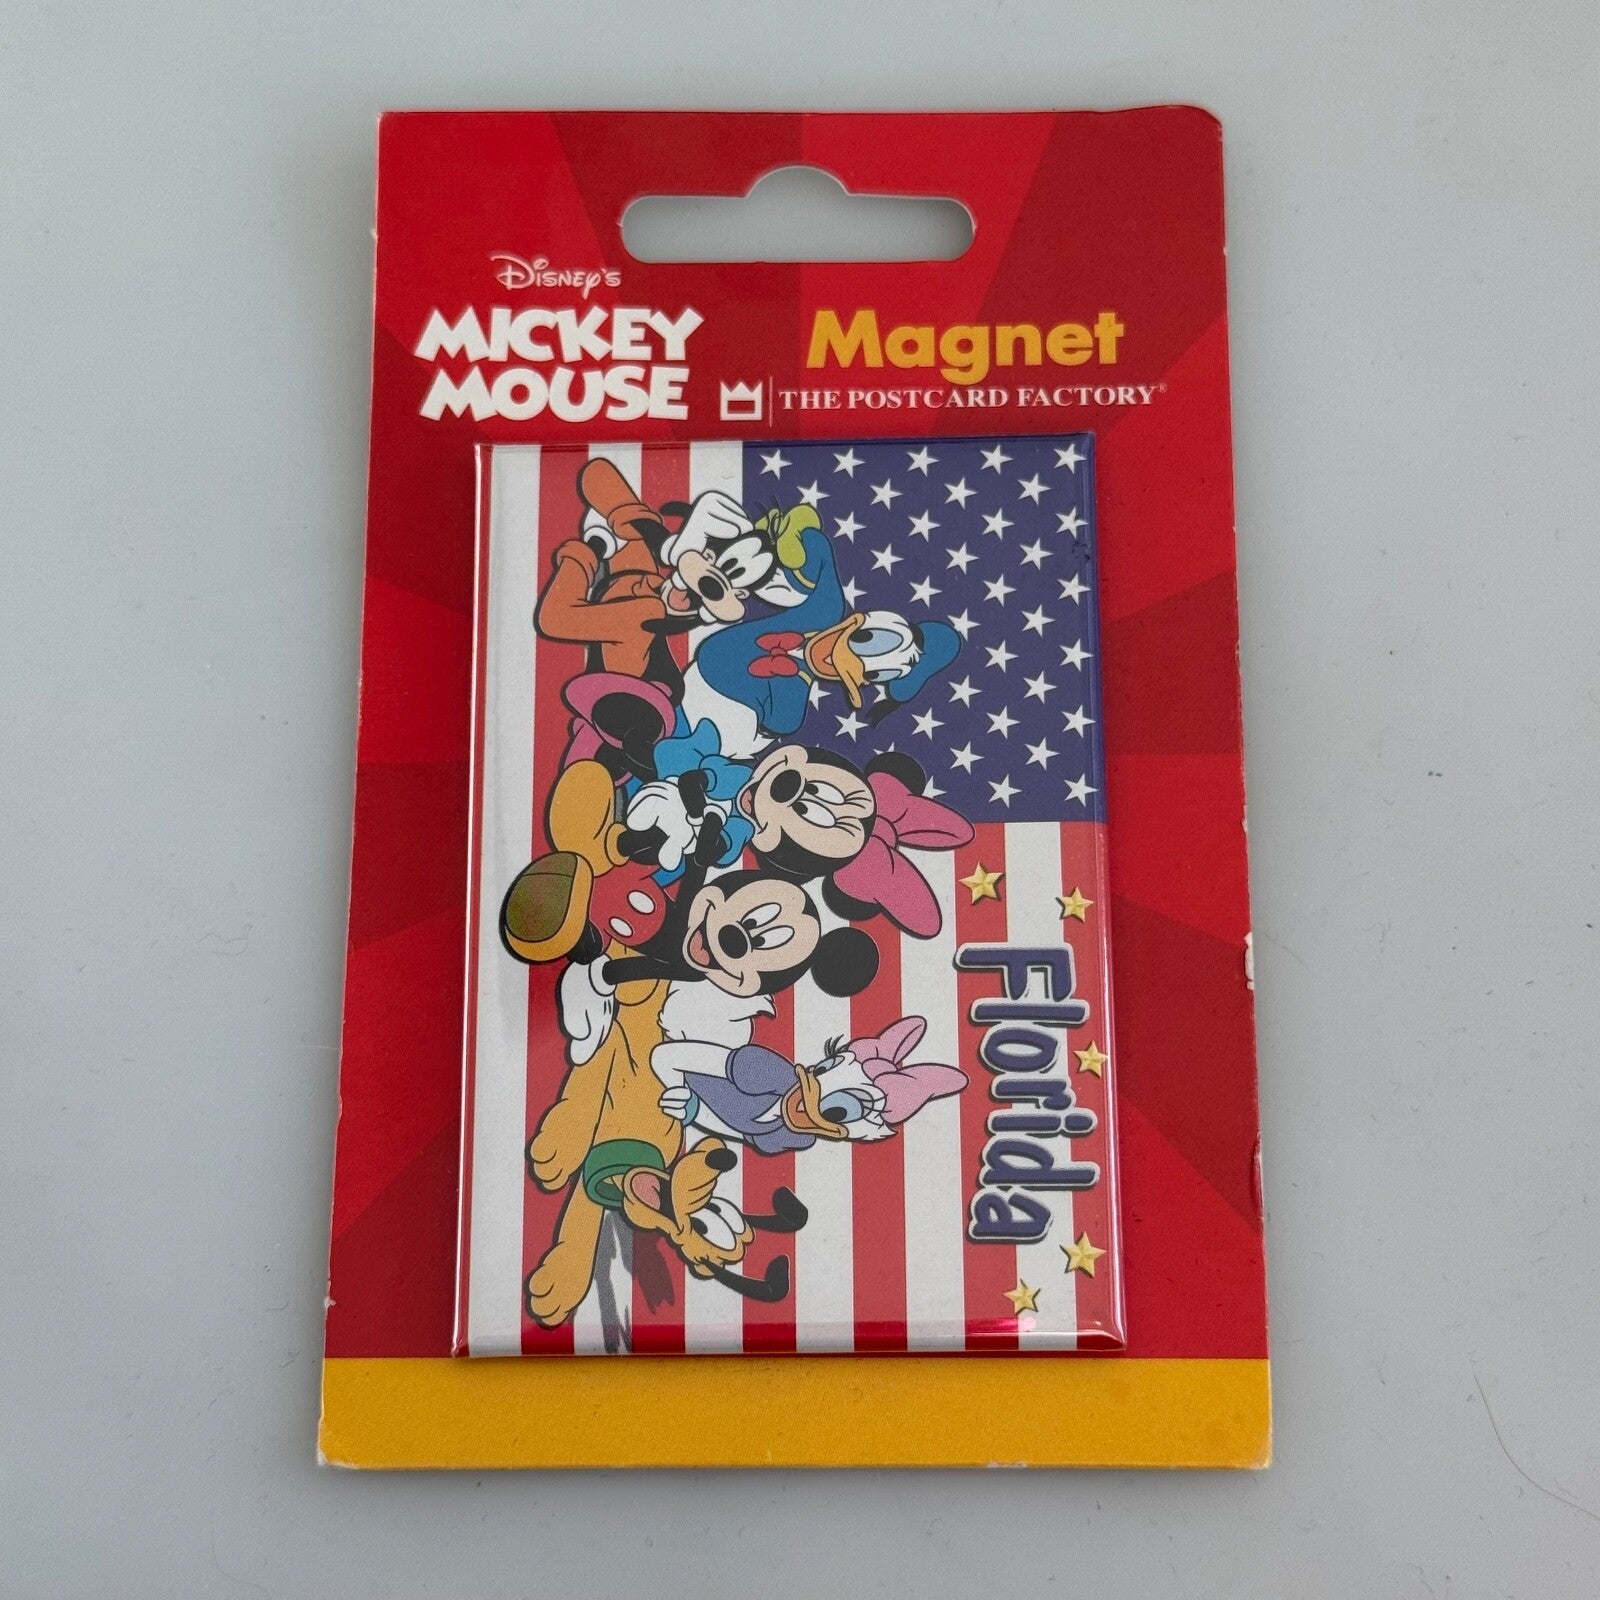 Disney's
MICKEY
MOUSE
Magnet
THE POSTCARD FACTORY®
Florida